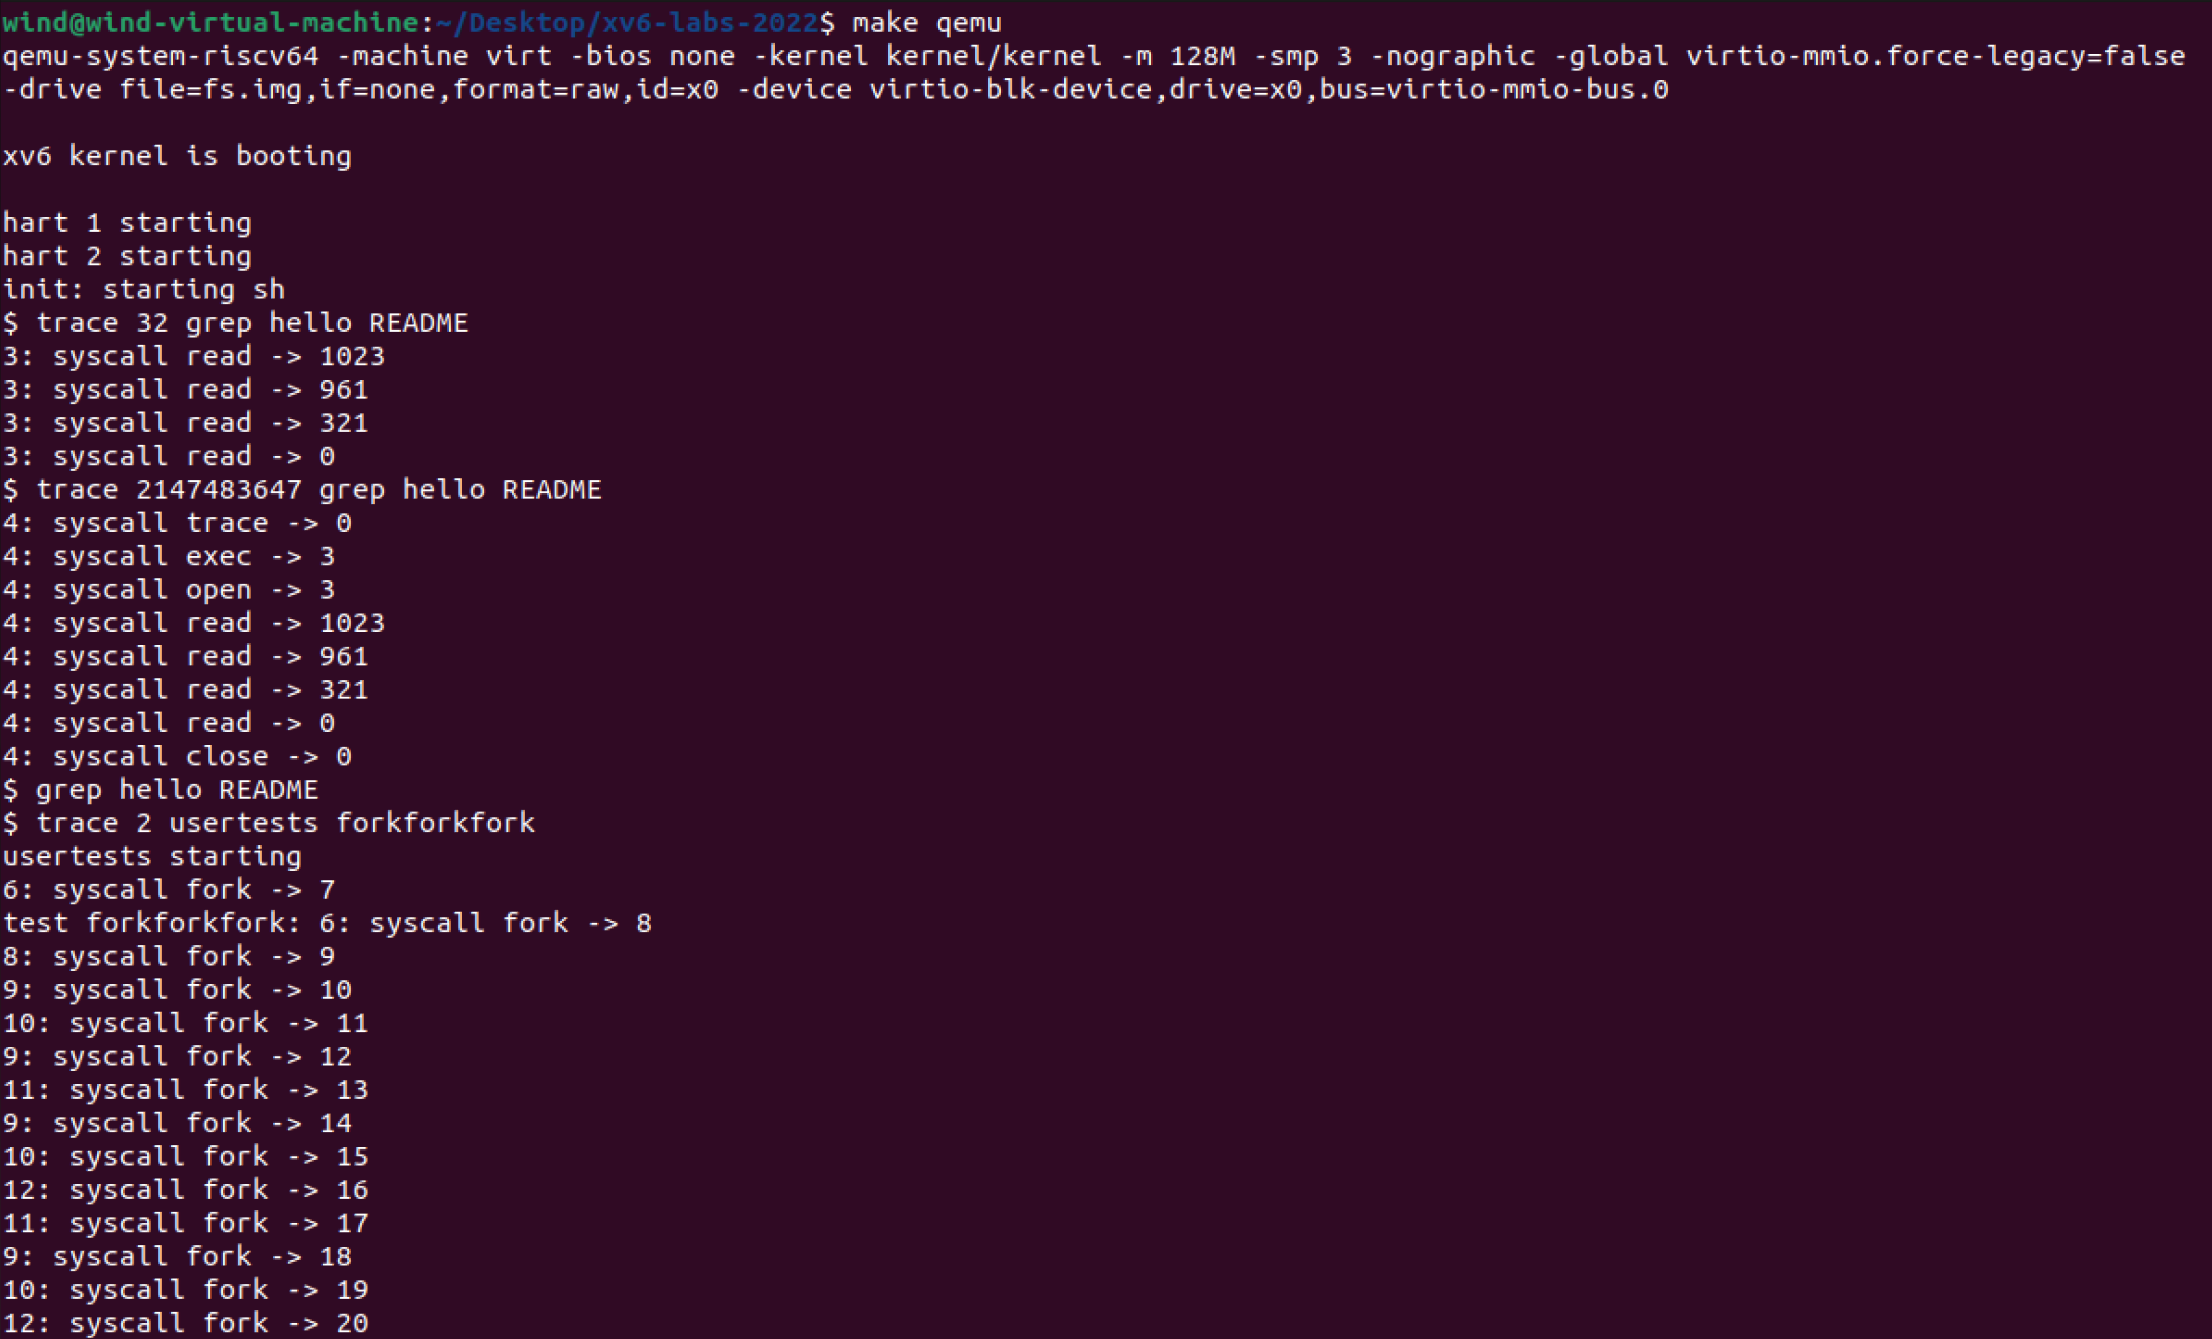 wind@wind-virtual-machine:~/Desktop/xv6-labs-2022$ make qemu
qemu-system-riscv64 -machine virt -bios none -kernel kernel/kernel -m 128M -smp 3 -nographic -global virtio-mmio.force-legacy=false
-drive file=fs.img,if=none,format=raw,id=x0 -device virtio-blk-device,drive=x0,bus=virtio-mmio-bus.0
xv6 kernel is booting
hart 1 starting
hart 2 starting
init: starting sh
$ trace 32 grep hello README
3: syscall read -> 1023
3: syscall read -> 961
3: syscall read -> 321
3: syscall read -> 0
$ trace 2147483647 grep hello README
4: syscall trace -> 0
4: syscall exec -> 3
4: syscall open -> 3
4: syscall read -> 1023
4: syscall read -> 961
4: syscall read -> 321
4: syscall read -> 0
4: syscall close -> 0
$ grep hello README
$ trace 2 usertests forkforkfork
usertests starting
6: syscall fork -> 7
test forkforkfork: 6: syscall fork -> 8
8: syscall fork -> 9
9: syscall fork -> 10
10: syscall fork -> 11
9: syscall fork -> 12
11: syscall fork -> 13
9: syscall fork -> 14
10: syscall fork -> 15
12: syscall fork -> 16
11: syscall fork -> 17
9: syscall fork -> 18
10: syscall fork -> 19
12: syscall fork -> 20